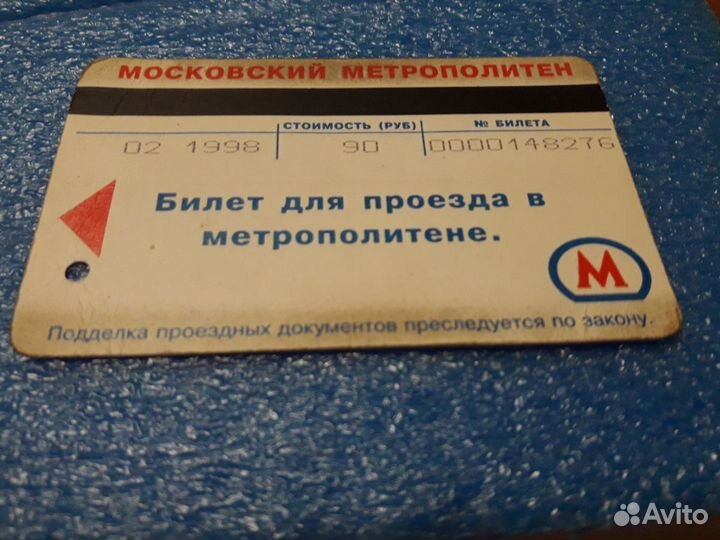 МОСКОВСКИЙ МЕТРОПОЛИТЕН
СТОИМОСТЬ (РУБ) № БИЛЕТА
02 1998 90 0000148276
Билет для проезда в
метрополитене.
М
Подделка проездных документов преследуется по закону.
Avito